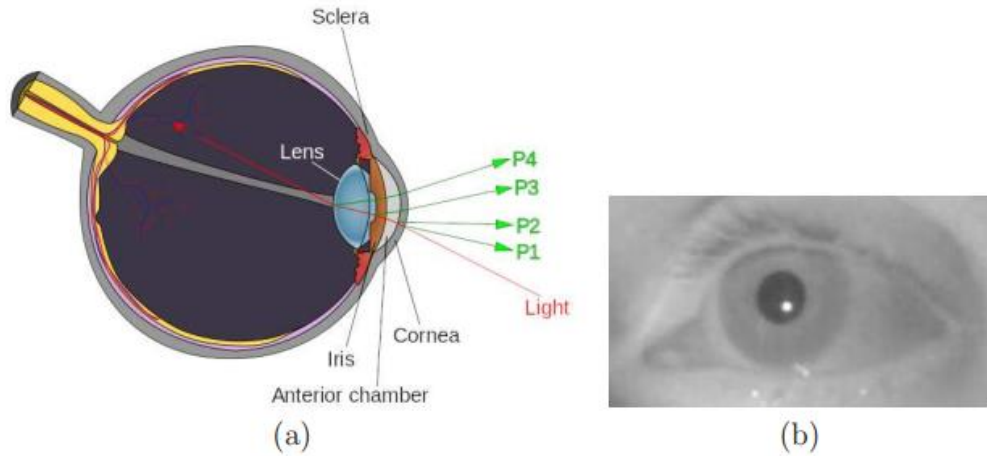 Sclera
Lens
P4
P3
P2
P1
Light
Cornea
Iris
Anterior chamber
(a)
(b)